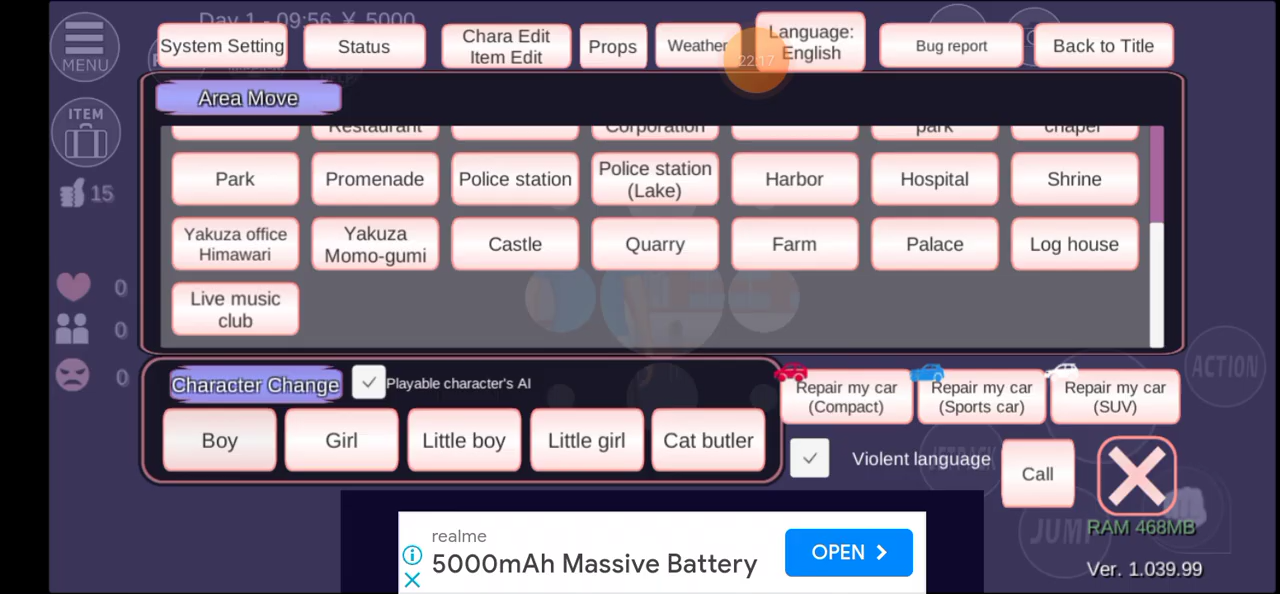 Day 1 - 09:56 ¥ 5000
MENU
System Setting
Status
Chara Edit
Item Edit
Props
Weather
Language:
English
22:17
Bug report
Back to Title
ITEM
15
0
0
0
Area Move
Restaurant
Corporation
park
chapel
Park
Promenade
Police station
Police station
(Lake)
Harbor
Hospital
Shrine
Yakuza office
Himawari
Yakuza
Momo-gumi
Castle
Quarry
Farm
Palace
Log house
Live music
club
Character Change
Playable character's AI
Boy
Girl
Little boy
Little girl
Cat butler
Repair my car
(Compact)
Repair my car
(Sports car)
Repair my car
(SUV)
ACTION
Violent language
JETPACK
Call
JUMP
RAM 468MB
Ver. 1.039.99
realme
5000mAh Massive Battery
OPEN